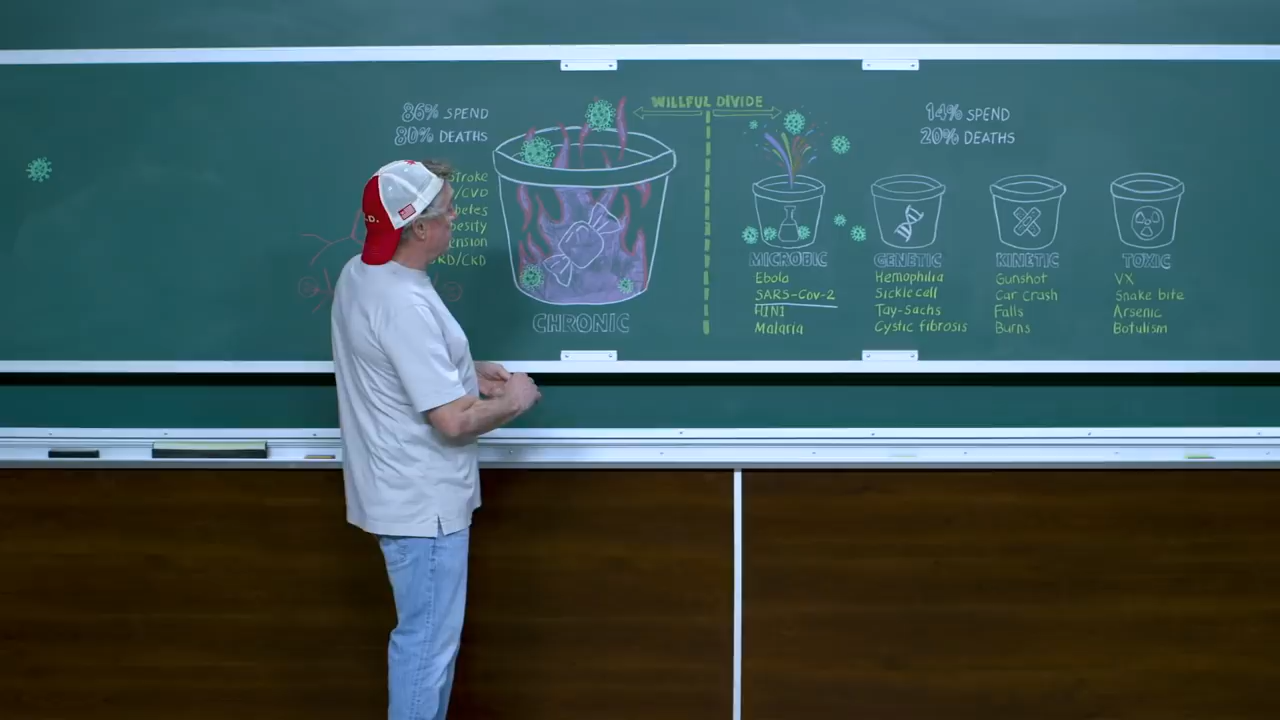 86% SPEND
80% DEATHS
Stroke
/CVD
betes
besity
ension
RD/CKD
CHRONIC
WILLFUL DIVIDE
14% SPEND
20% DEATHS
MICROBIC
Ebola
SARS-Cov-2
H1N1
Malaria
GENETIC
Hemophilia
Sickle cell
Tay-Sachs
Cystic fibrosis
KINETIC
Gunshot
Car crash
Falls
Burns
TOXIC
VX
Snake bite
Arsenic
Botulism